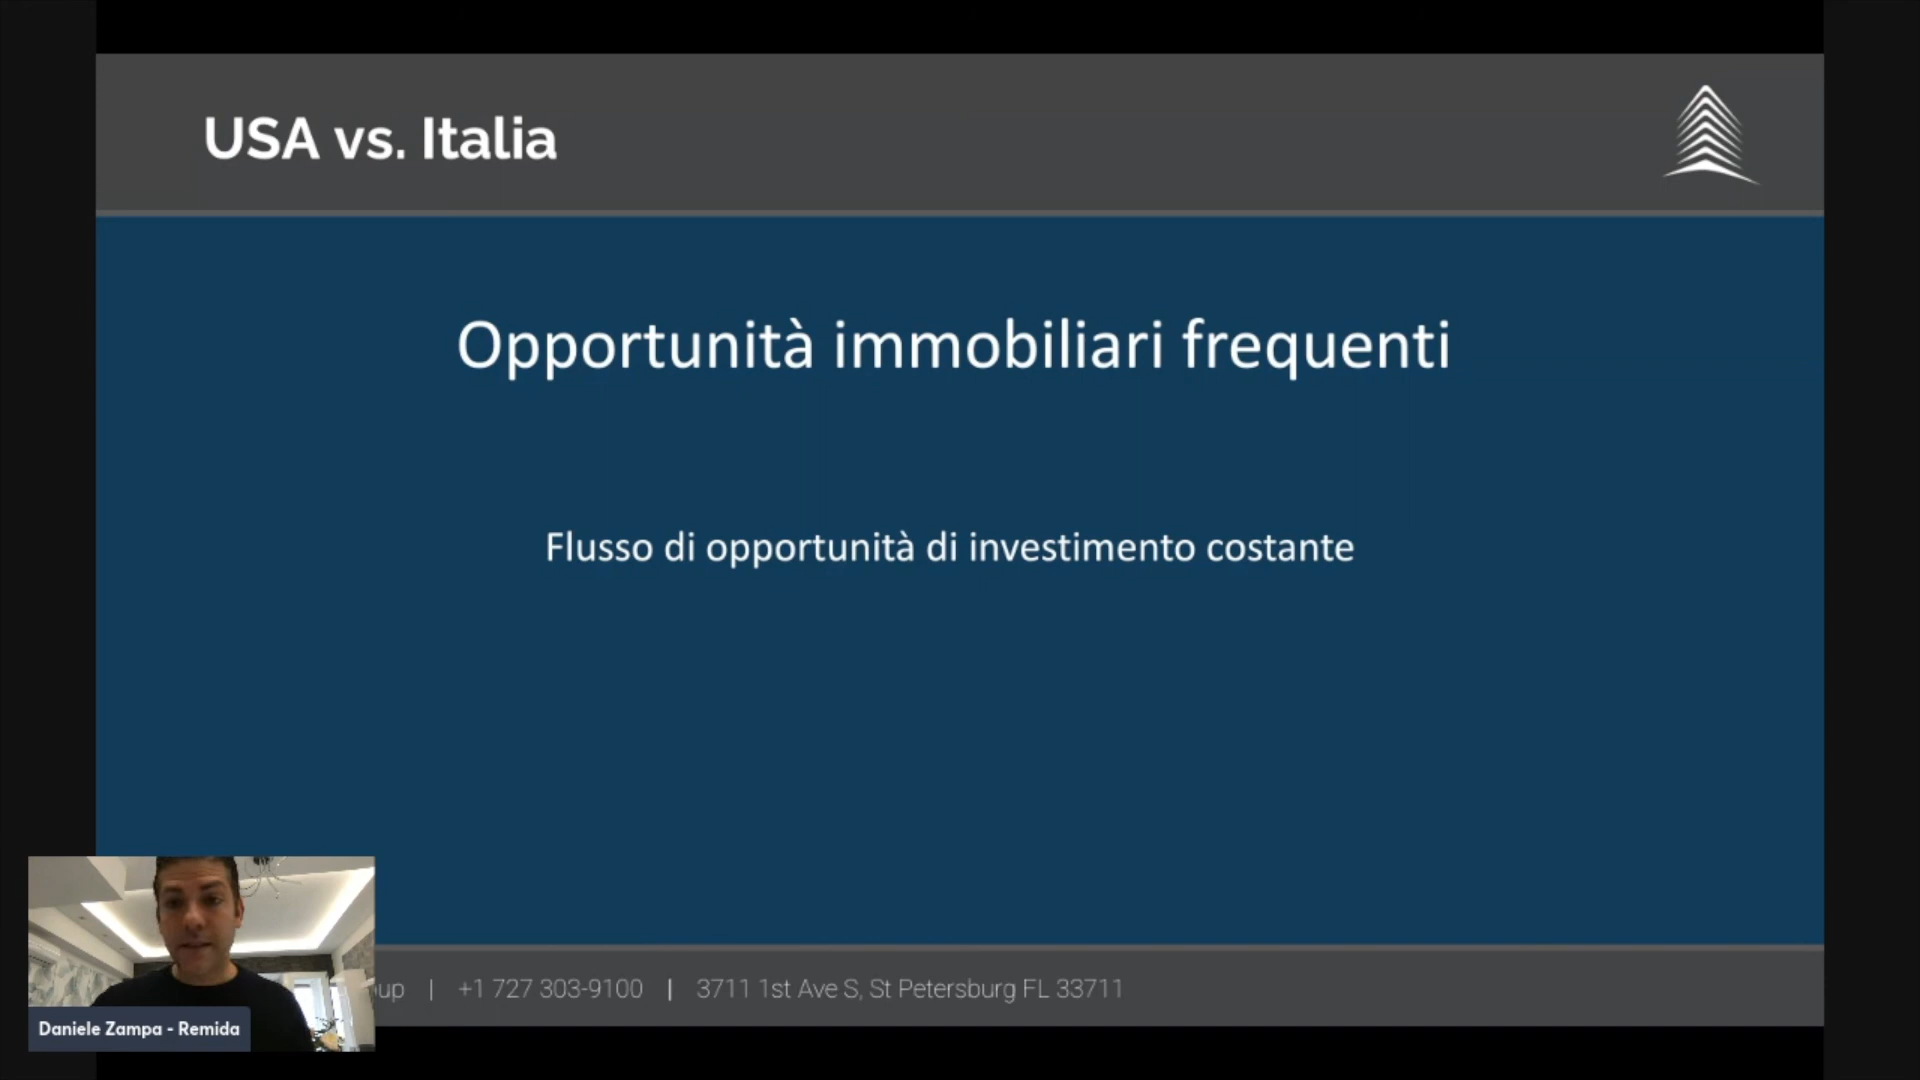 USA vs. Italia
Opportunità immobiliari frequenti
Flusso di opportunità di investimento costante
up | +1 727 303-9100 | 3711 1st Ave S, St Petersburg FL 33711
Daniele Zampa - Remida